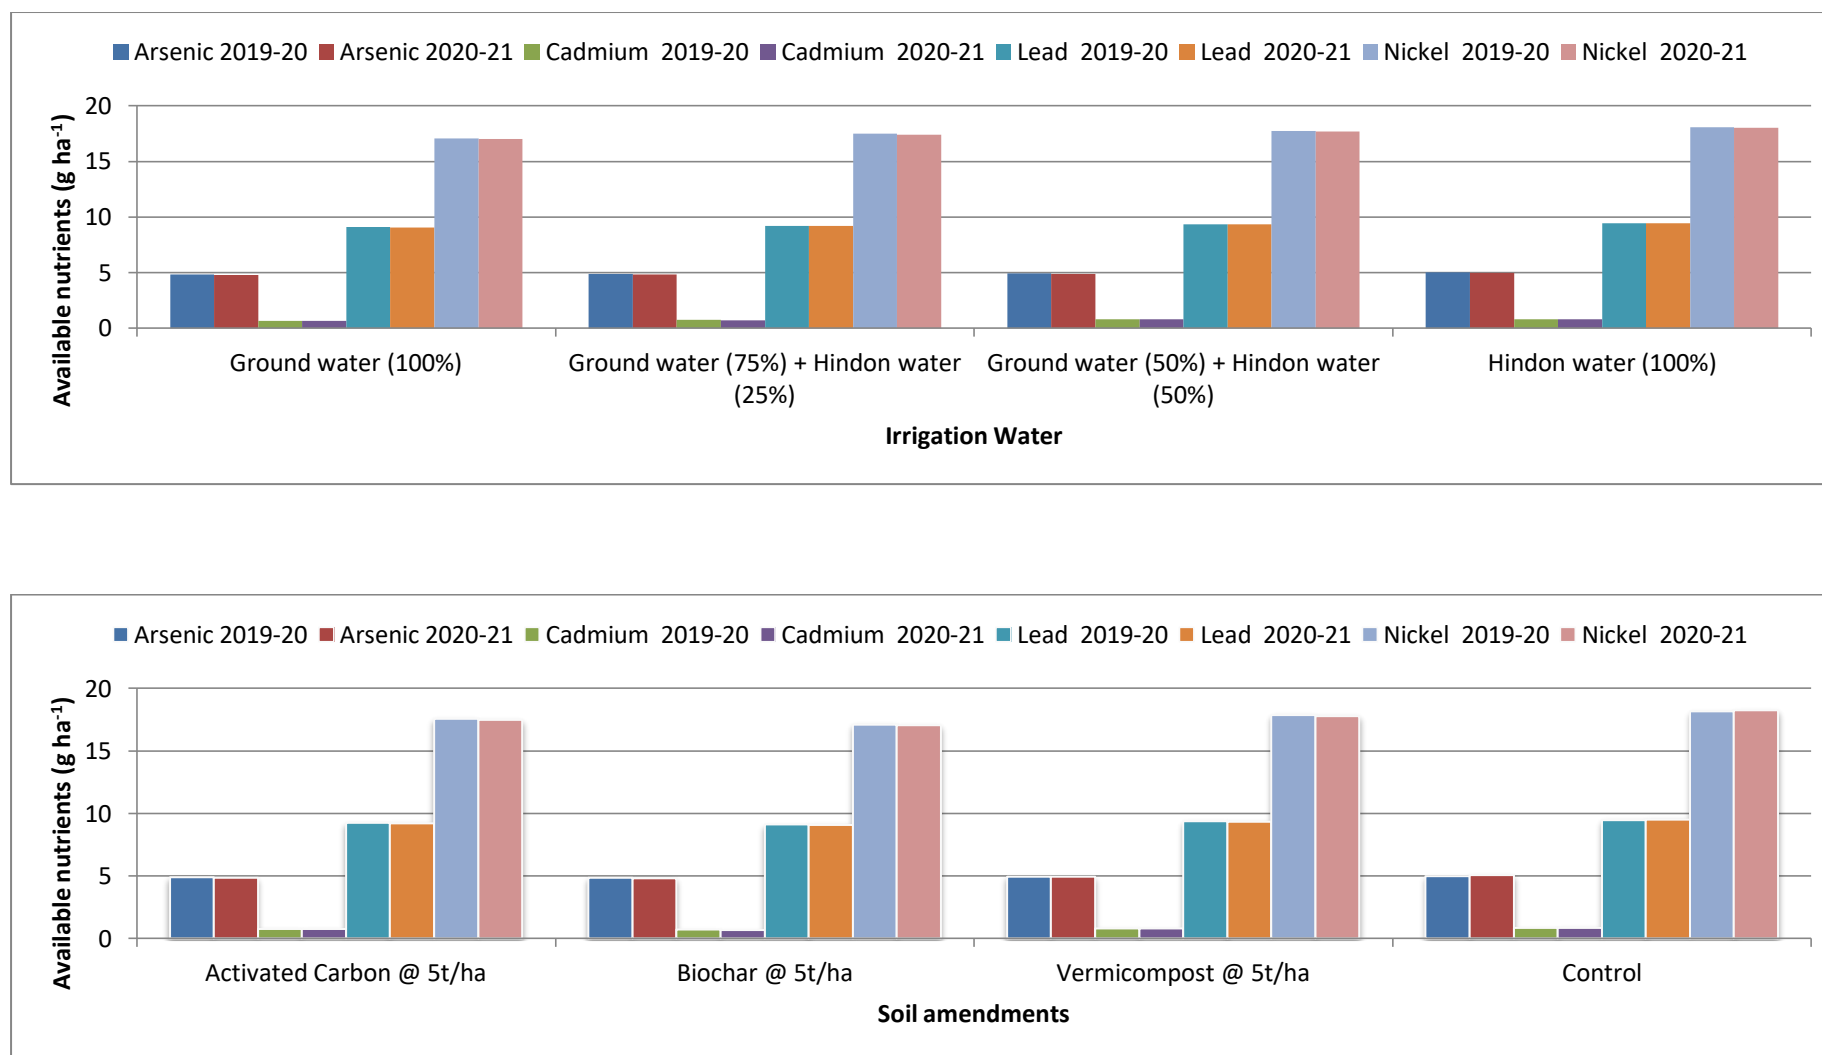 Arsenic 2019-20 Arsenic 2020-21 Cadmium 2019-20 Cadmium 2020-21 Lead 2019-20 Lead 2020-21 Nickel 2019-20 Nickel 2020-21
Available nutrients (g ha⁻¹)
20
15
10
5
0
Ground water (100%)
Ground water (75%) + Hindon water
(25%)
Ground water (50%) + Hindon water
(50%)
Hindon water (100%)
Irrigation Water
Arsenic 2019-20 Arsenic 2020-21 Cadmium 2019-20 Cadmium 2020-21 Lead 2019-20 Lead 2020-21 Nickel 2019-20 Nickel 2020-21
Available nutrients (g ha⁻¹)
20
15
10
5
0
Activated Carbon @ 5t/ha
Biochar @ 5t/ha
Vermicompost @ 5t/ha
Control
Soil amendments